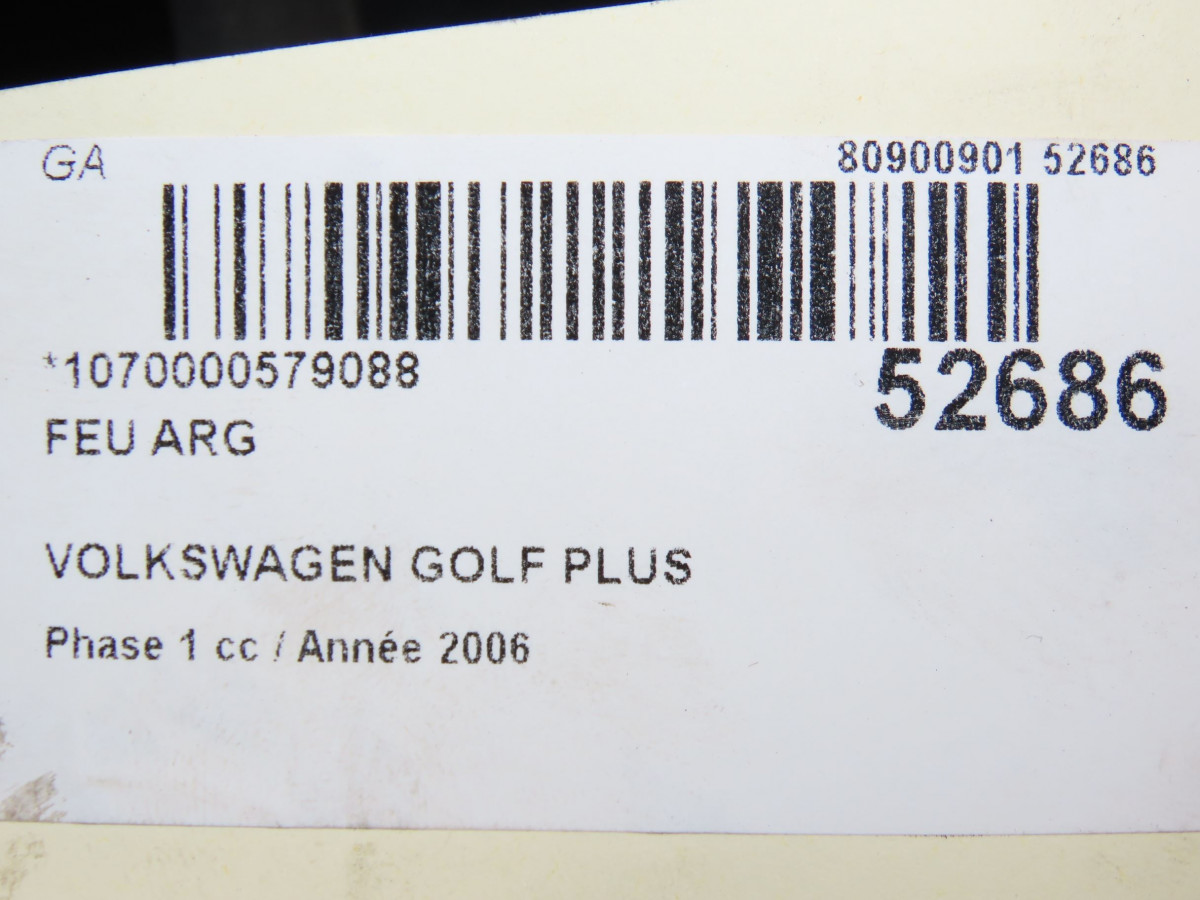 GA 80900901 52686
*1070000579088 52686
FEU ARG
VOLKSWAGEN GOLF PLUS
Phase 1 cc / Année 2006